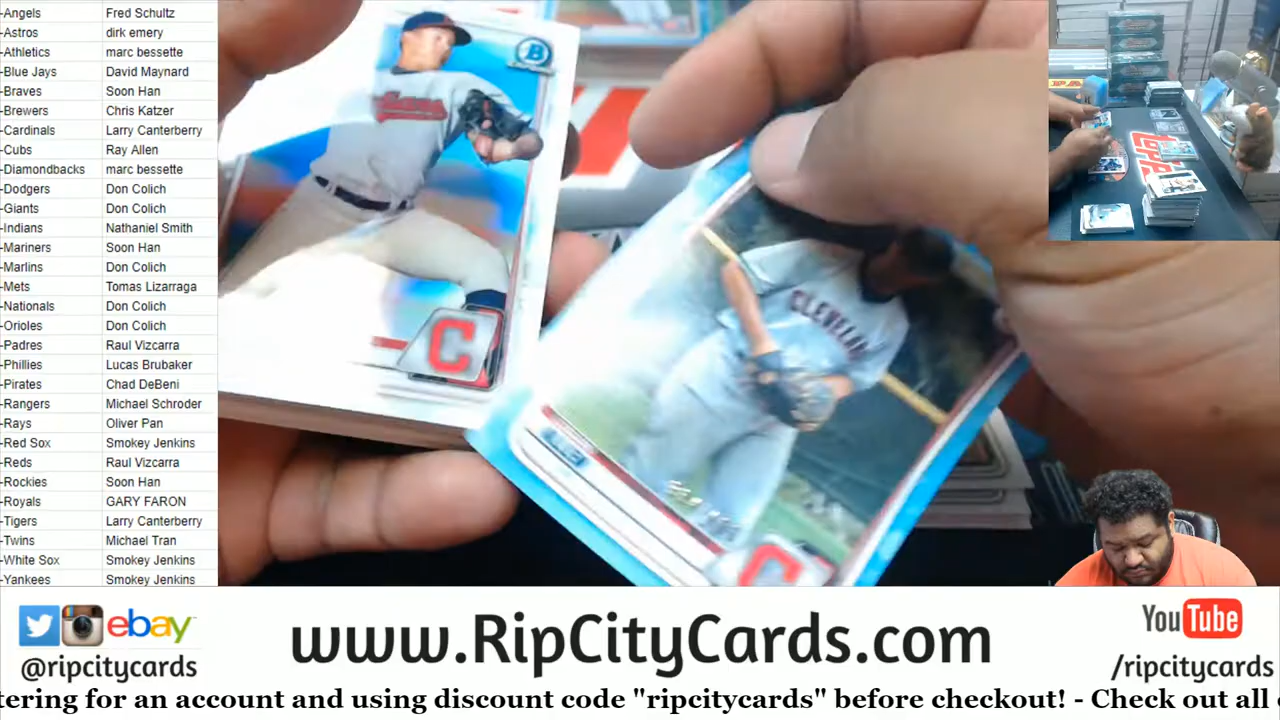 -Angels Fred Schultz
-Astros dirk emery
-Athletics marc bessette
-Blue Jays David Maynard
-Braves Soon Han
-Brewers Chris Katzer
-Cardinals Larry Canterberry
-Cubs Ray Allen
-Diamondbacks marc bessette
-Dodgers Don Colich
-Giants Don Colich
-Indians Nathaniel Smith
-Mariners Soon Han
-Marlins Don Colich
-Mets Tomas Lizarraga
-Nationals Don Colich
-Orioles Don Colich
-Padres Raul Vizcarra
-Phillies Lucas Brubaker
-Pirates Chad DeBeni
-Rangers Michael Schroder
-Rays Oliver Pan
-Red Sox Smokey Jenkins
-Reds Raul Vizcarra
-Rockies Soon Han
-Royals GARY FARON
-Tigers Larry Canterberry
-Twins Michael Tran
-White Sox Smokey Jenkins
-Yankees Smokey Jenkins
B
C
CLEVELAND
C
ebay
@ripcitycards
www.RipCityCards.com
YouTube
/ripcitycards
tering for an account and using discount code "ripcitycards" before checkout! - Check out all